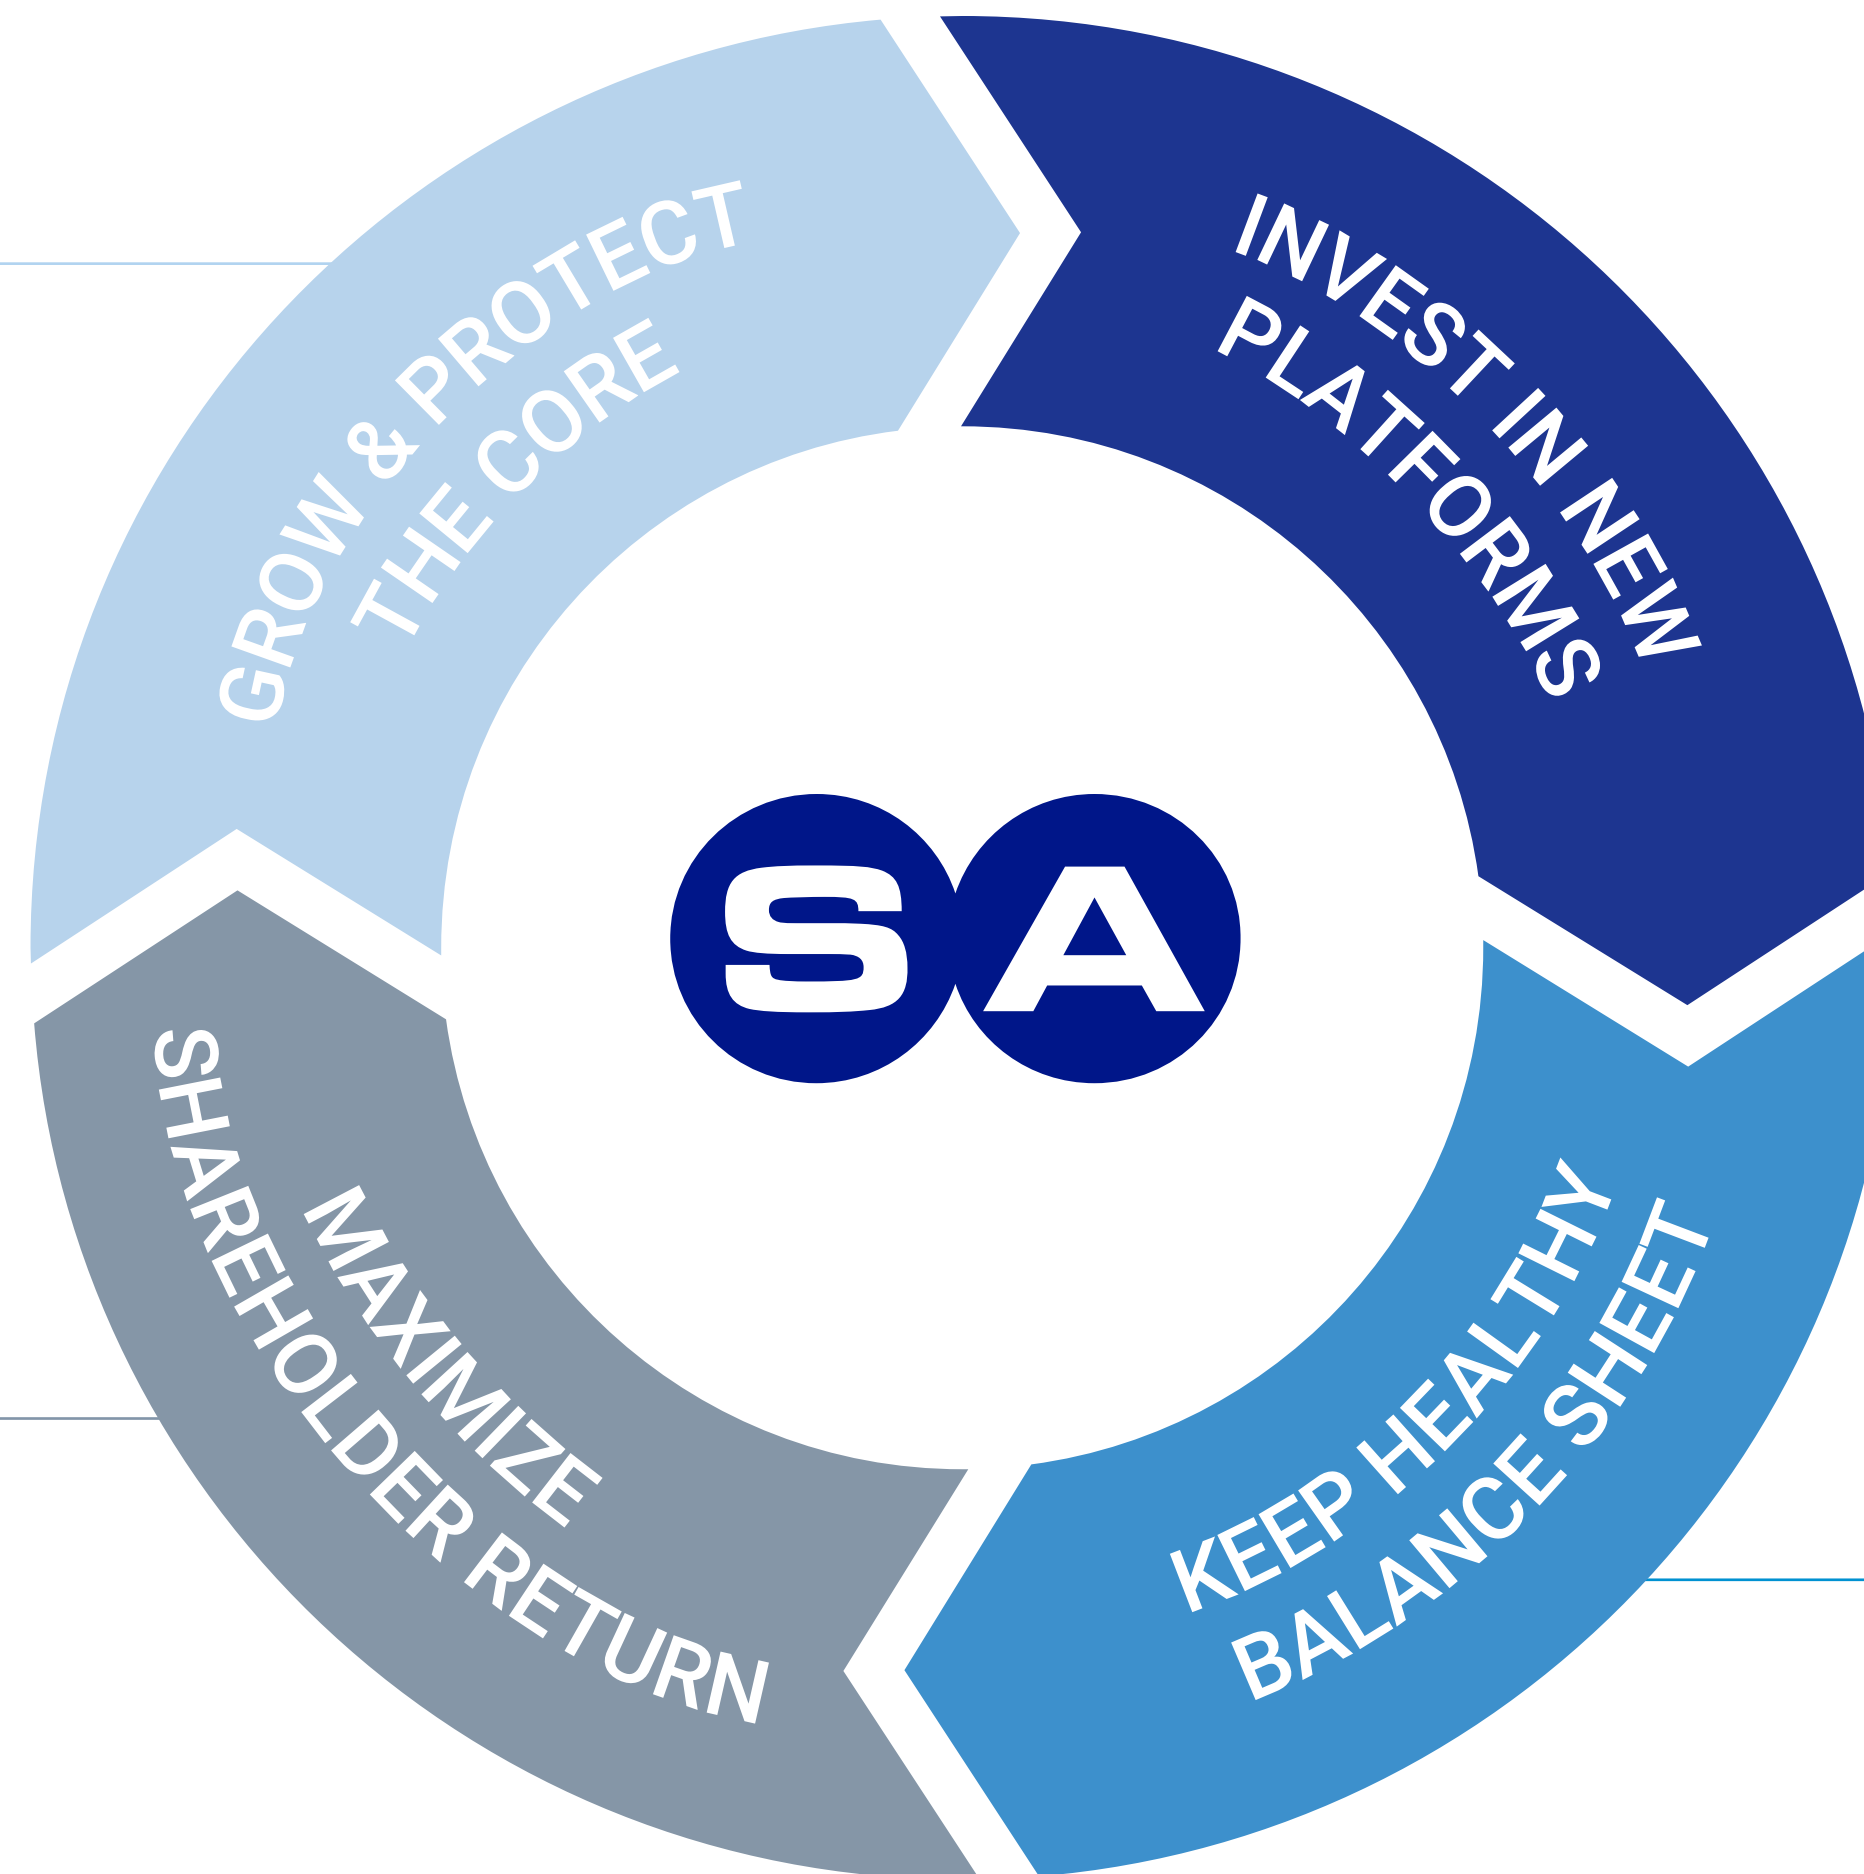 GROW & PROTECT
THE CORE
INVEST IN NEW
PLATFORMS
SA
KEEP HEALTHY
BALANCE SHEET
MAXIMIZE
SHAREHOLDER RETURN